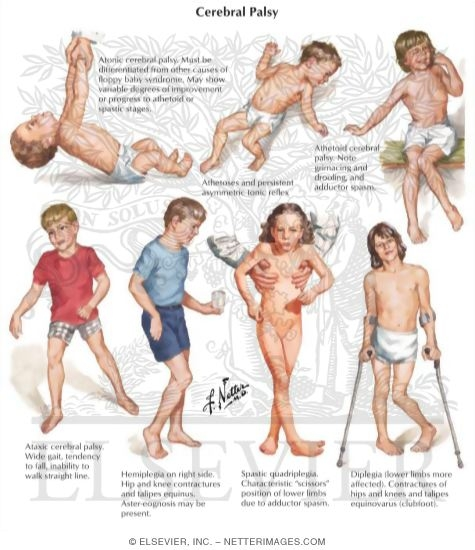 Cerebral Palsy
Atonic cerebral palsy. Must be
differentiated from other causes of
floppy baby syndrome. May show
variable degrees of improvement
or progress to athetoid or
spastic stages.
Athetoses and persistent
asymmetric tonic reflex
Athetoid cerebral
palsy. Note
grimacing and
drooling, and
adductor spasm.
Ataxic cerebral palsy.
Wide gait, tendency
to fall, inability to
walk straight line.
Hemiplegia on right side.
Hip and knee contractures
and talipes equinus.
Aster-eognosis may be
present.
F. Netter
M.D.
Spastic quadriplegia.
Characteristic "scissors"
position of lower limbs
due to adductor spasm.
Diplegia (lower limbs more
affected). Contractures of
hips and knees and talipes
equinovarus (clubfoot).
ELSEVIER
© ELSEVIER, INC. – NETTERIMAGES.COM